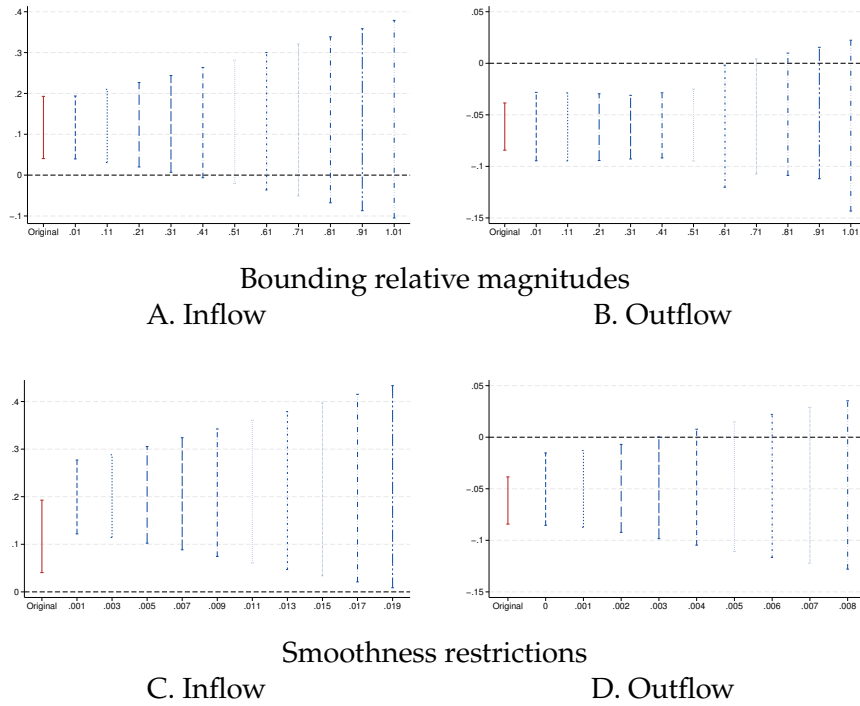 .4
.3
.2
.1
0
-.1
Original .01 .11 .21 .31 .41 .51 .61 .71 .81 .91 1.01
.05
0
-.05
-.1
-.15
Original .01 .11 .21 .31 .41 .51 .61 .71 .81 .91 1.01
Bounding relative magnitudes
A. Inflow B. Outflow
.4
.3
.2
.1
0
Original .001 .003 .005 .007 .009 .011 .013 .015 .017 .019
.05
0
-.05
-.1
-.15
Original 0 .001 .002 .003 .004 .005 .006 .007 .008
Smoothness restrictions
C. Inflow D. Outflow